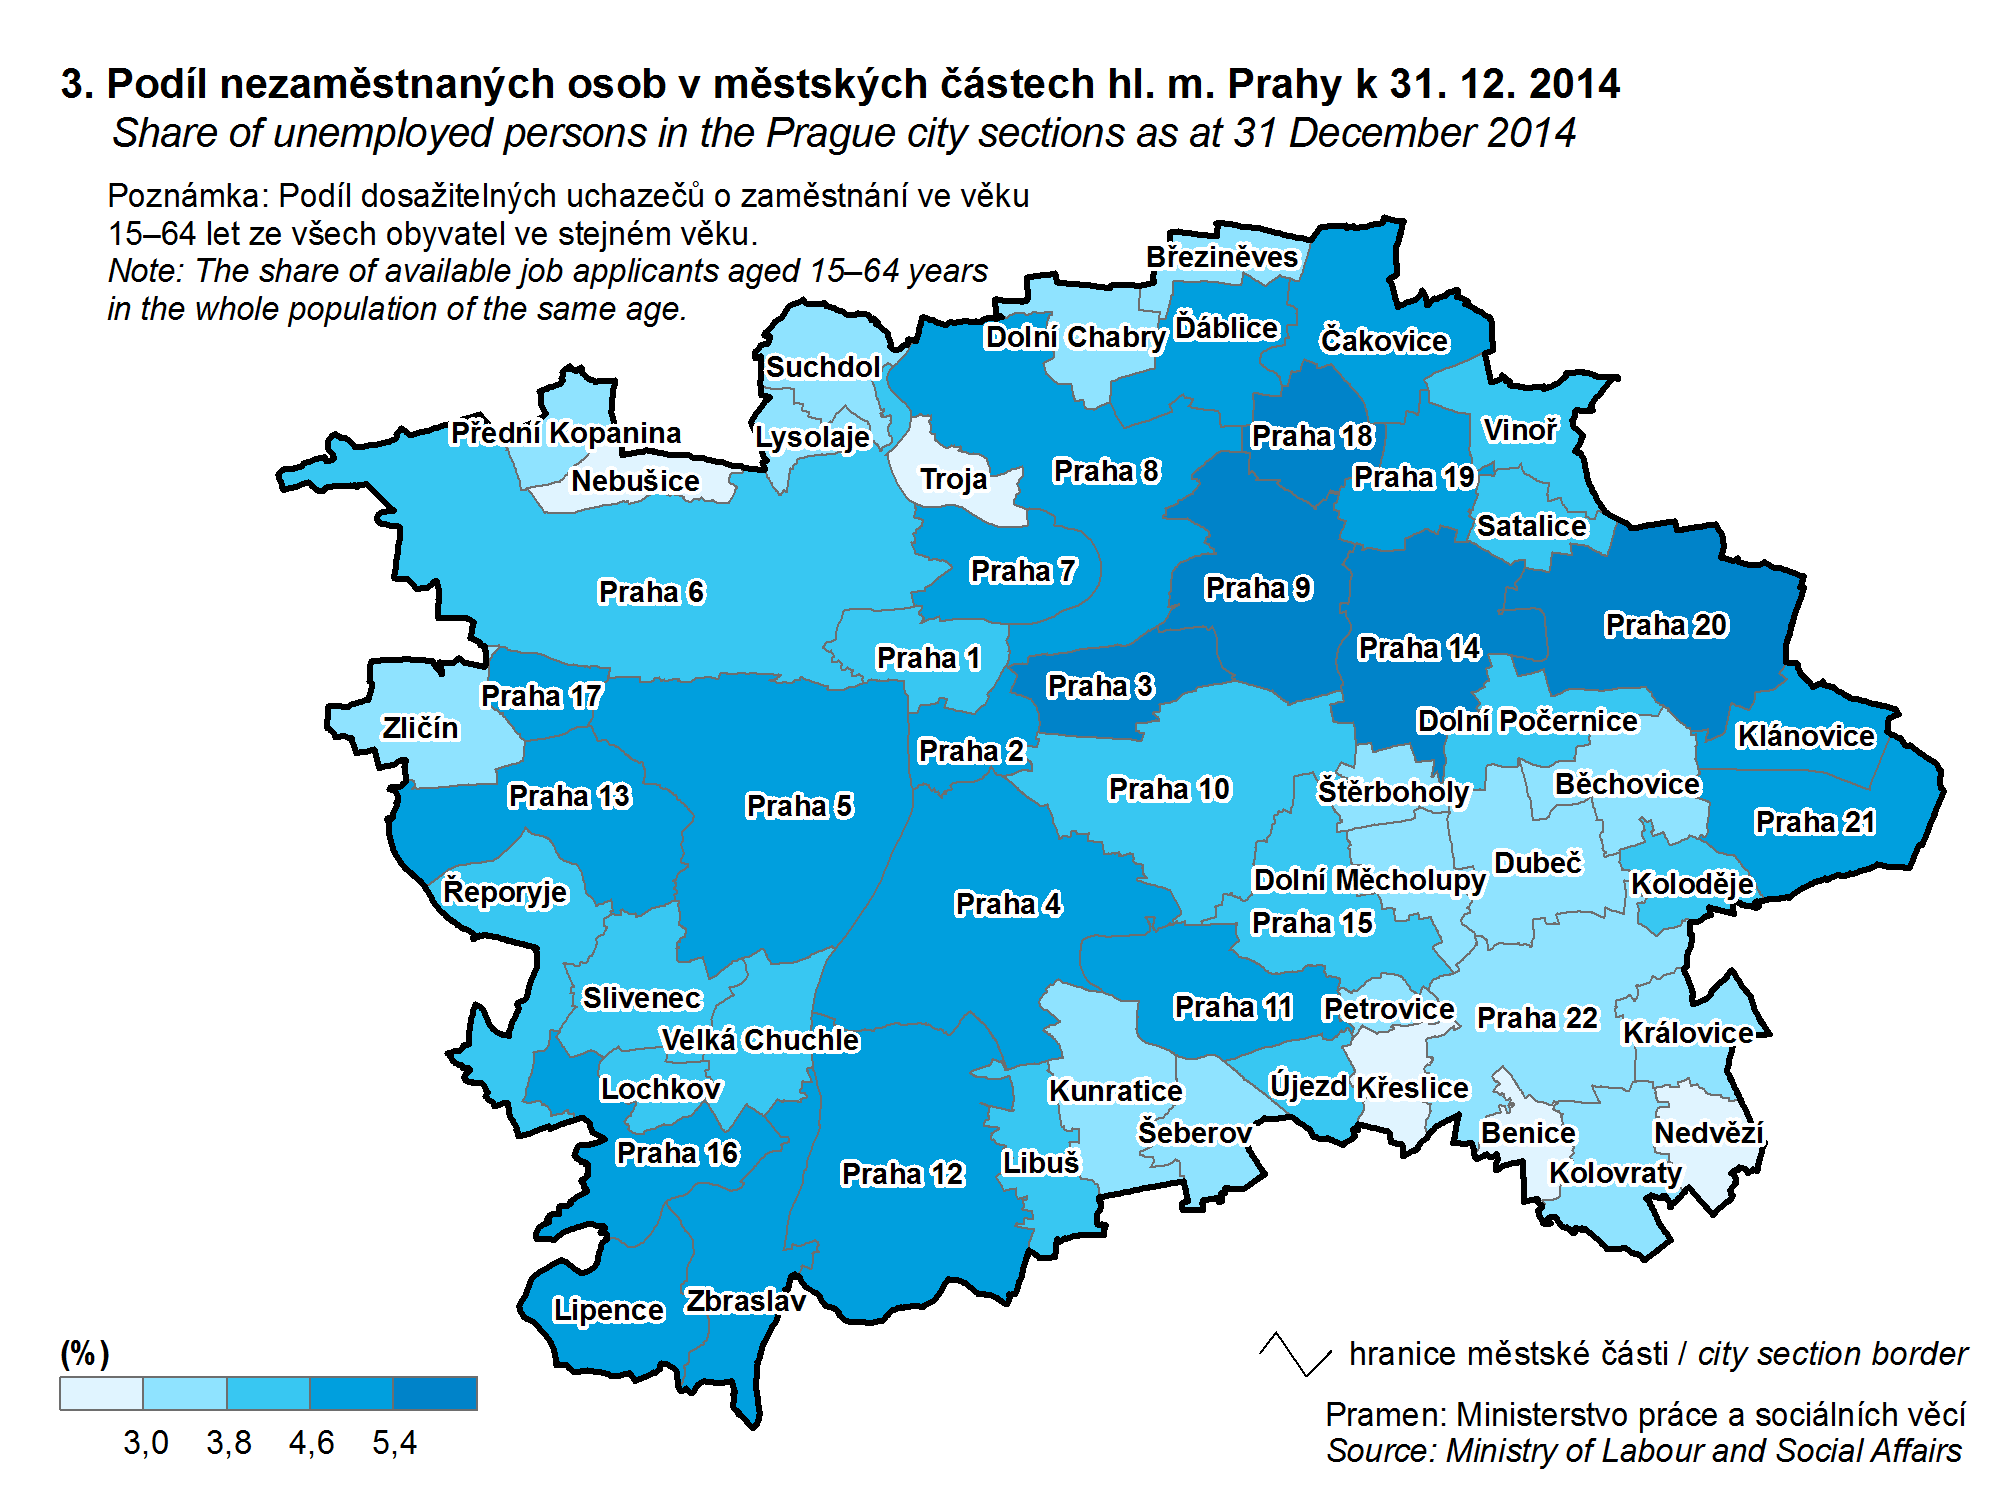 3. Podíl nezaměstnaných osob v městských částech hl. m. Prahy k 31. 12. 2014
Share of unemployed persons in the Prague city sections as at 31 December 2014
Poznámka: Podíl dosažitelných uchazečů o zaměstnání ve věku
15–64 let ze všech obyvatel ve stejném věku.
Note: The share of available job applicants aged 15–64 years
in the whole population of the same age.
Březiněves
Dolní Chabry
Ďáblice
Čakovice
Suchdol
Přední Kopanina
Lysolaje
Praha 18
Vinoř
Nebušice
Troja
Praha 8
Praha 19
Satalice
Praha 7
Praha 6
Praha 9
Praha 20
Praha 14
Praha 1
Praha 3
Praha 17
Zličín
Dolní Počernice
Klánovice
Praha 2
Praha 13
Praha 5
Praha 10
Štěrboholy
Běchovice
Praha 21
Řeporyje
Praha 4
Dolní Měcholupy
Dubeč
Koloděje
Praha 15
Slivenec
Praha 11
Petrovice
Praha 22
Královice
Velká Chuchle
Lochkov
Kunratice
Újezd
Křeslice
Šeberov
Benice
Nedvězí
Praha 16
Praha 12
Libuš
Kolovraty
Lipence
Zbraslav
(%)
3,0
3,8
4,6
5,4
hranice městské části / city section border
Pramen: Ministerstvo práce a sociálních věcí
Source: Ministry of Labour and Social Affairs